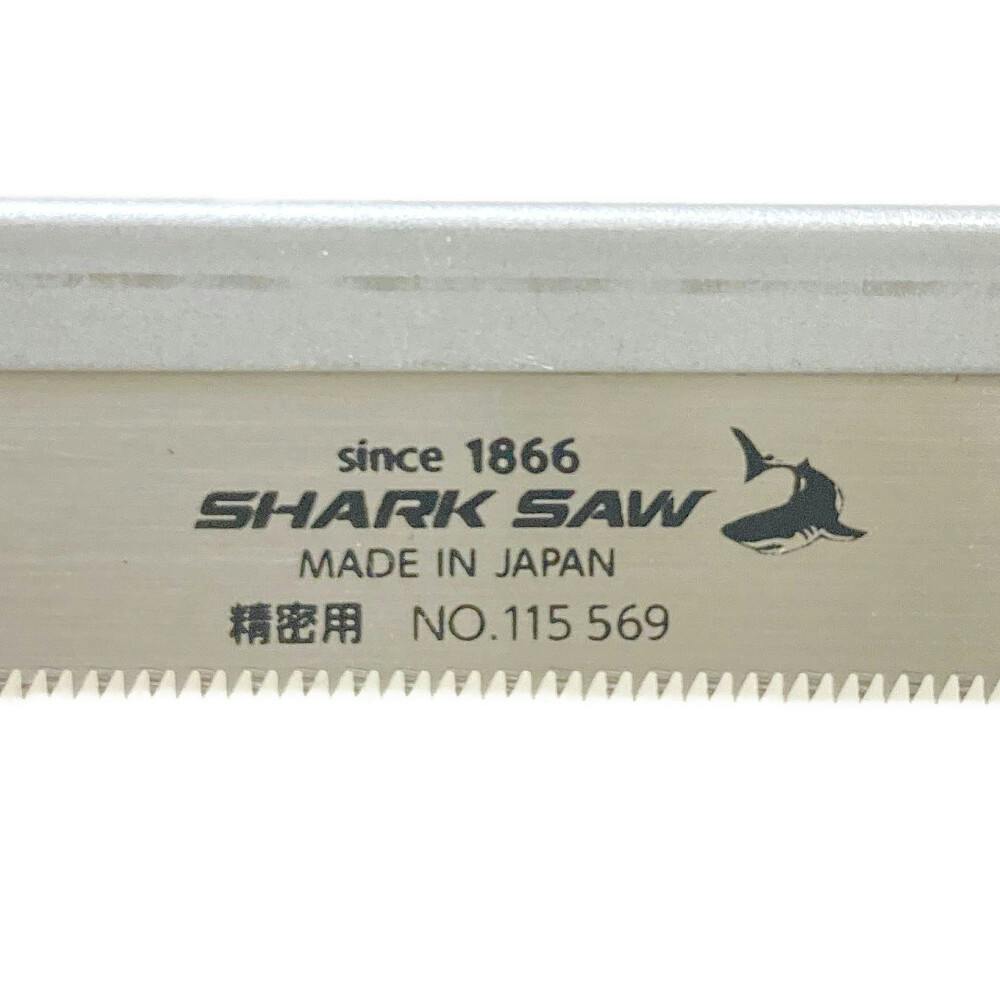 since 1866
SHARK SAW
MADE IN JAPAN
精密用 NO.115 569